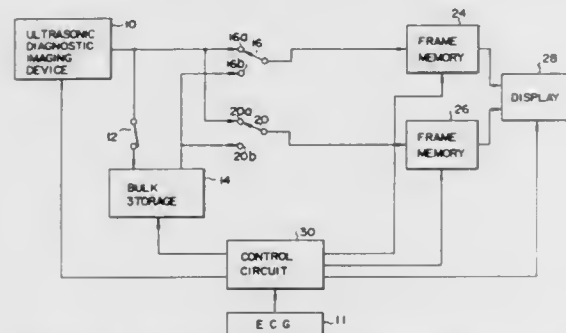 10
ULTRASONIC
DIAGNOSTIC
IMAGING
DEVICE
16a
16
16b
24
FRAME
MEMORY
28
DISPLAY
12
20a
20
20b
26
FRAME
MEMORY
14
BULK
STORAGE
30
CONTROL
CIRCUIT
ECG
11